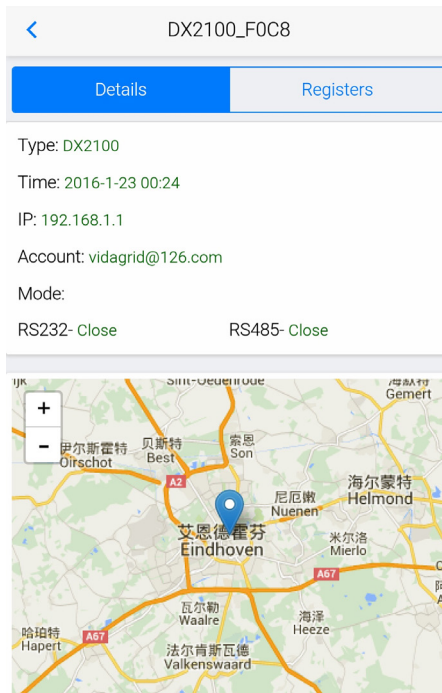 DX2100_F0C8
Details
Registers
Type: DX2100
Time: 2016-1-23 00:24
IP: 192.168.1.1
Account: vidagrid@126.com
Mode:
RS232- Close
RS485- Close
Sint-Oedenrode
Gemert
+
-
伊尔斯霍特
Oirschot
贝斯特
Best
索恩
Son
A2
海尔蒙特
Helmond
尼厄嫩
Nuenen
艾恩德霍芬
Eindhoven
米尔洛
Mierlo
A67
瓦尔勒
Waalre
海泽
Heeze
哈珀特
Hapert
A67
法尔肯斯瓦德
Valkenswaard